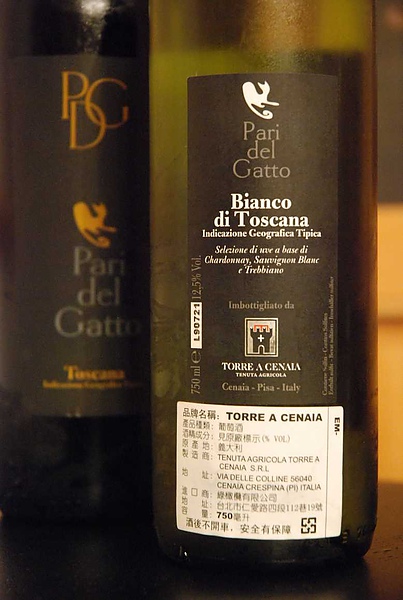 PDG
Pari
del
Gatto
Toscana
Indicazione Geografica
Pari
del
Gatto
Bianco
di Toscana
Indicazione Geografica Tipica
Selezione di uve a base di
Chardonnay, Sauvignon Blanc
e Trebbiano
Imbottigliato da
TORRE A CENAIA
TENUTA AGRICOLA
Cenaia - Pisa - Italy
750 ml e L90721 12,5% Vol.
品牌名稱: TORRE A CENAIA
產品種類: 葡萄酒
酒精成分: 見原廠標示(% VOL)
原產地: 義大利
製造商: TENUTA AGRICOLA TORRE A
CENAIA S.R.L
地址: VIA DELLE COLLINE 56040
CENAIA CRESPINA (PI) ITALIA
進口商: 綠橄欖有限公司
地址: 台北市仁愛路四段112巷19號
容量: 750毫升
酒後不開車, 安全有保障
EM-